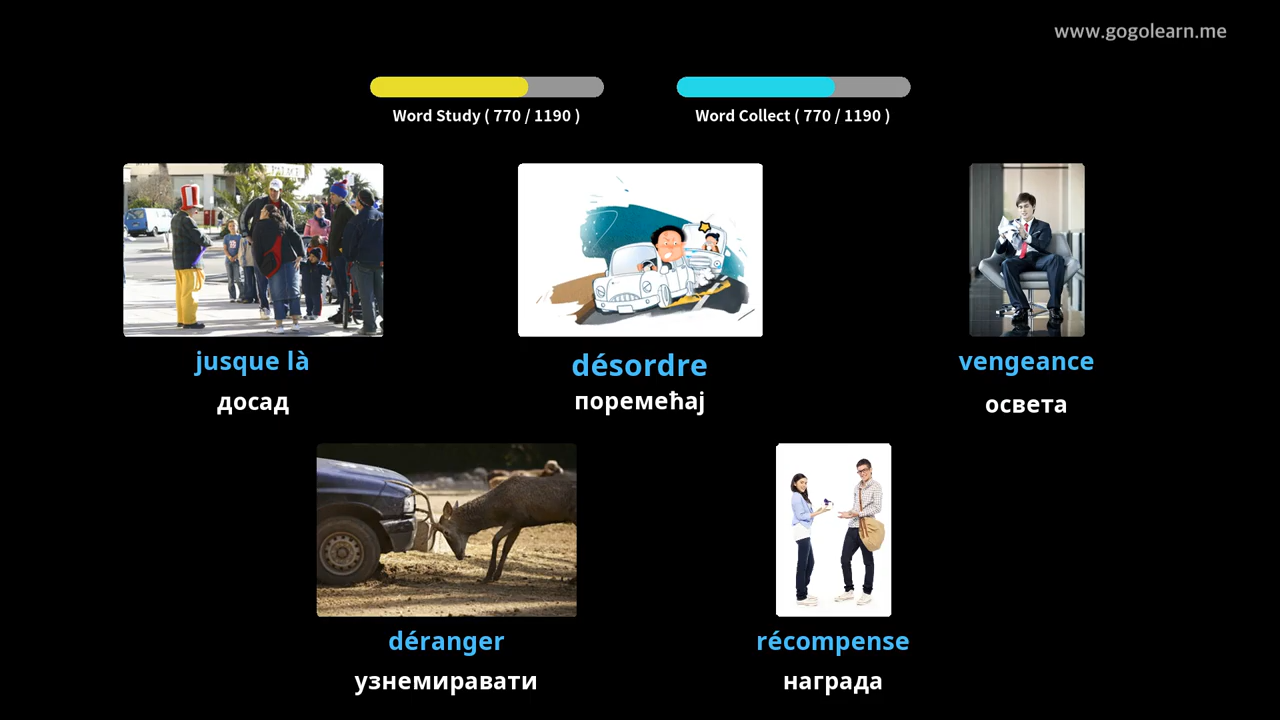 www.gogolearn.me
Word Study ( 770 / 1190 )
Word Collect ( 770 / 1190 )
jusque là
досад
désordre
поремећај
vengeance
освета
déranger
узнемиравати
récompense
награда